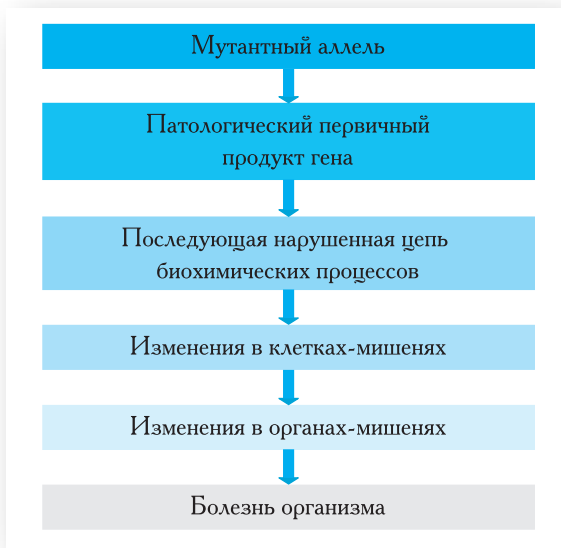 Мутантный аллель
Патологический первичный
продукт гена
Последующая нарушенная цепь
биохимических процессов
Изменения в клетках-мишенях
Изменения в органах-мишенях
Болезнь организма